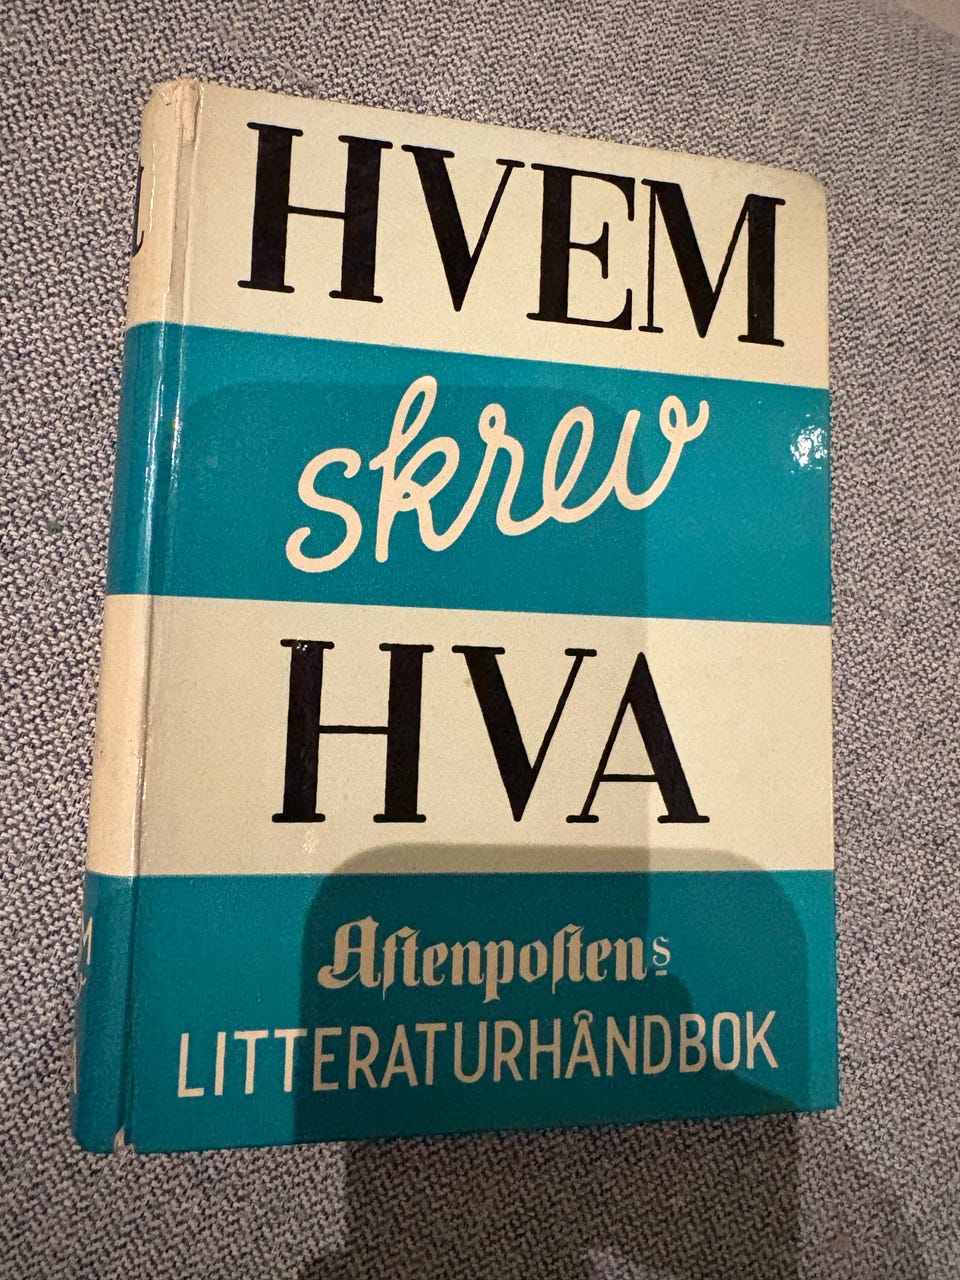 HVEM
skrev
HVA
Aftenpostens
LITTERATURHÅNDBOK